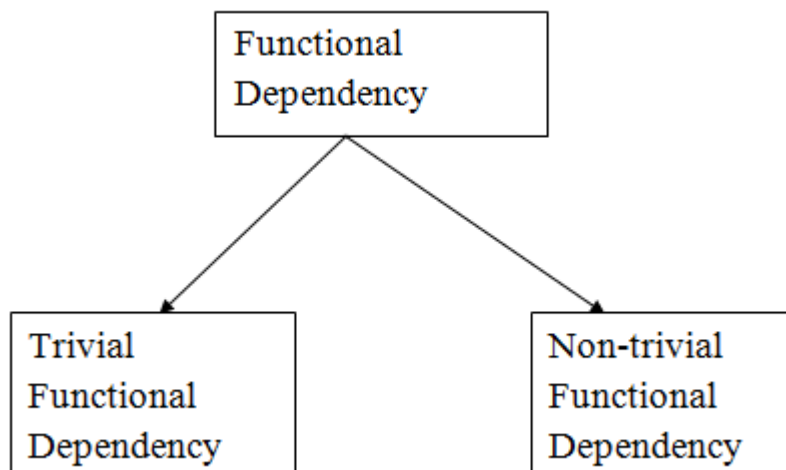 Functional
Dependency
Trivial
Functional
Dependency
Non-trivial
Functional
Dependency